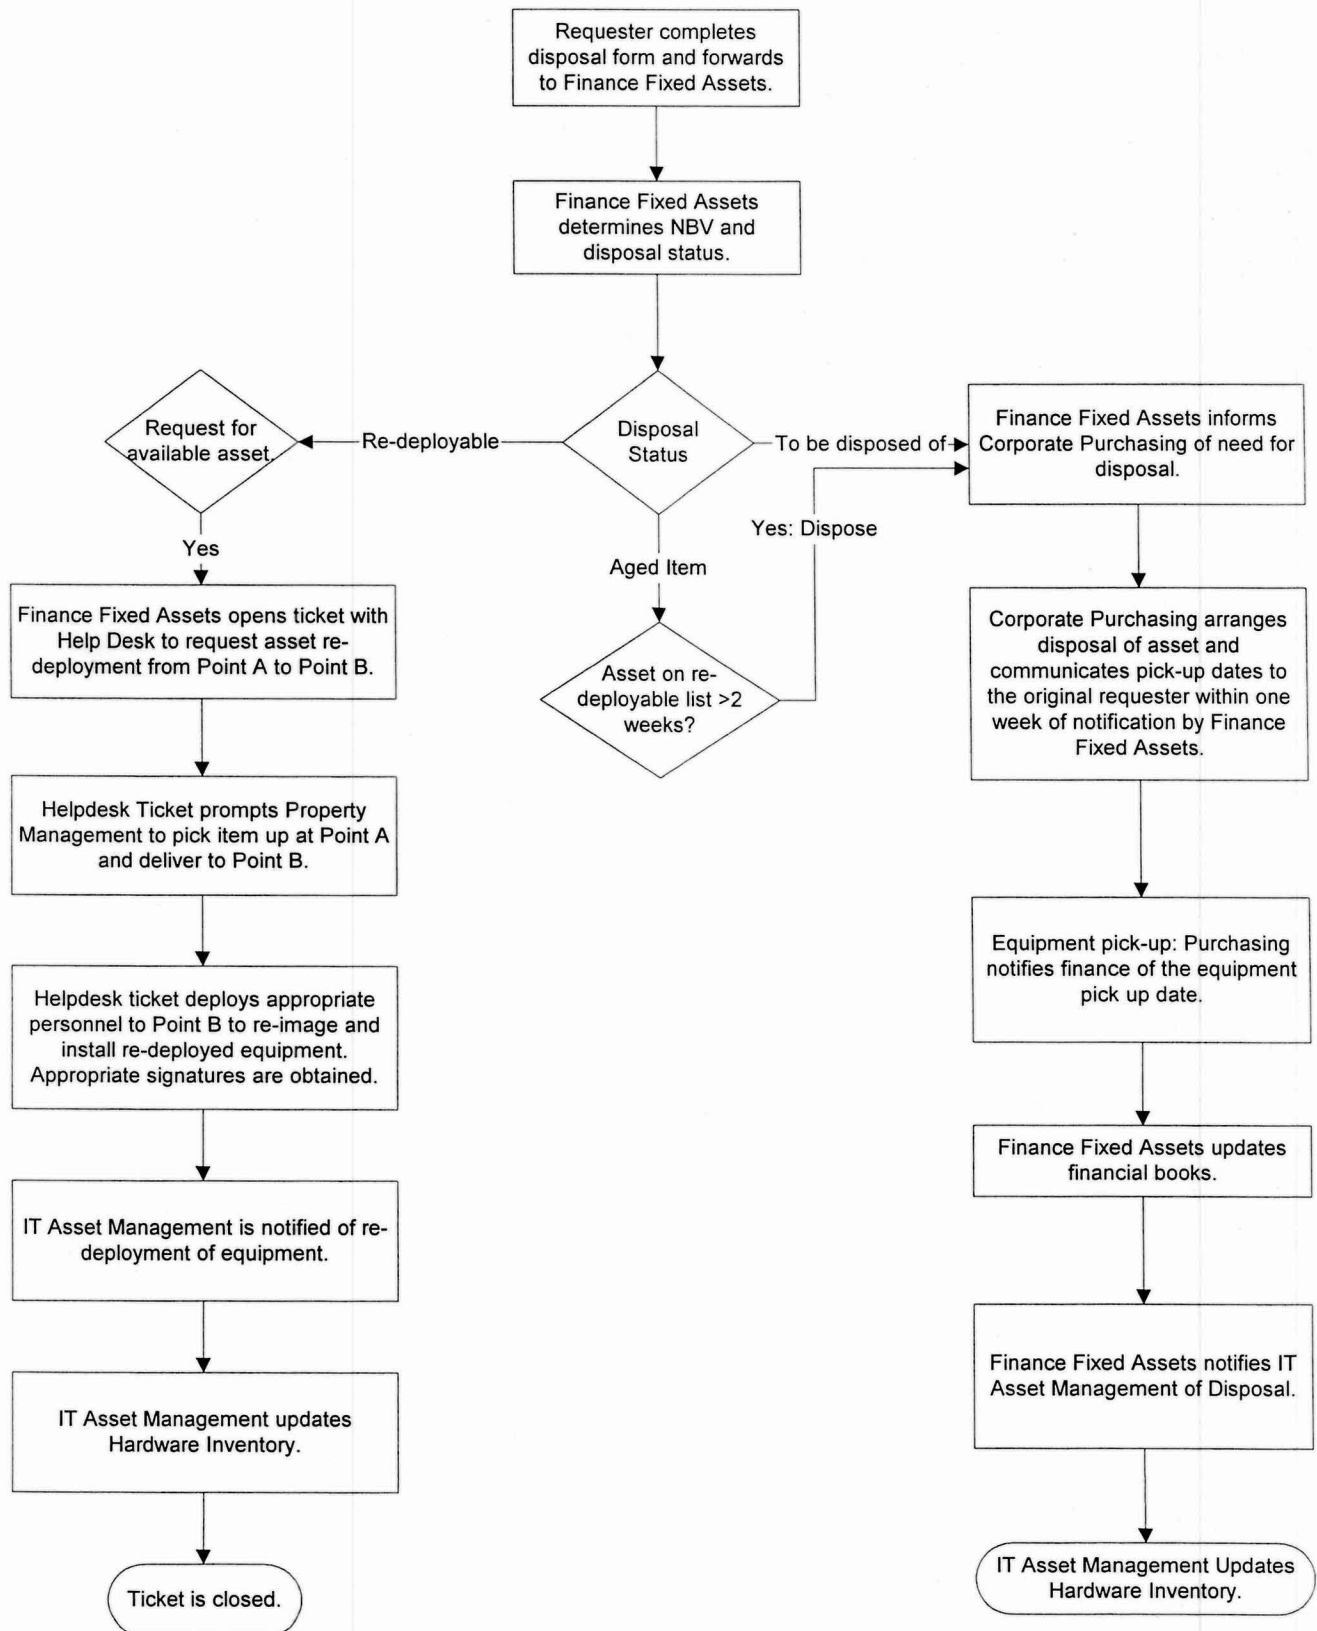 Requester completes
disposal form and forwards
to Finance Fixed Assets.
Finance Fixed Assets
determines NBV and
disposal status.
Request for
available asset.
Re-deployable
Disposal
Status
To be disposed of
Finance Fixed Assets informs
Corporate Purchasing of need for
disposal.
Yes
Aged Item
Yes: Dispose
Finance Fixed Assets opens ticket with
Help Desk to request asset re-
deployment from Point A to Point B.
Asset on re-
deployable list >2
weeks?
Corporate Purchasing arranges
disposal of asset and
communicates pick-up dates to
the original requester within one
week of notification by Finance
Fixed Assets.
Helpdesk Ticket prompts Property
Management to pick item up at Point A
and deliver to Point B.
Equipment pick-up: Purchasing
notifies finance of the equipment
pick up date.
Helpdesk ticket deploys appropriate
personnel to Point B to re-image and
install re-deployed equipment.
Appropriate signatures are obtained.
Finance Fixed Assets updates
financial books.
IT Asset Management is notified of re-
deployment of equipment.
Finance Fixed Assets notifies IT
Asset Management of Disposal.
IT Asset Management updates
Hardware Inventory.
IT Asset Management Updates
Hardware Inventory.
Ticket is closed.